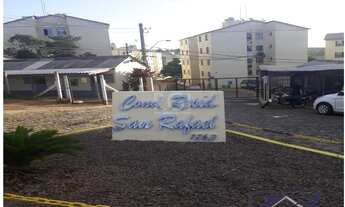 Cond Resid
San Rafael